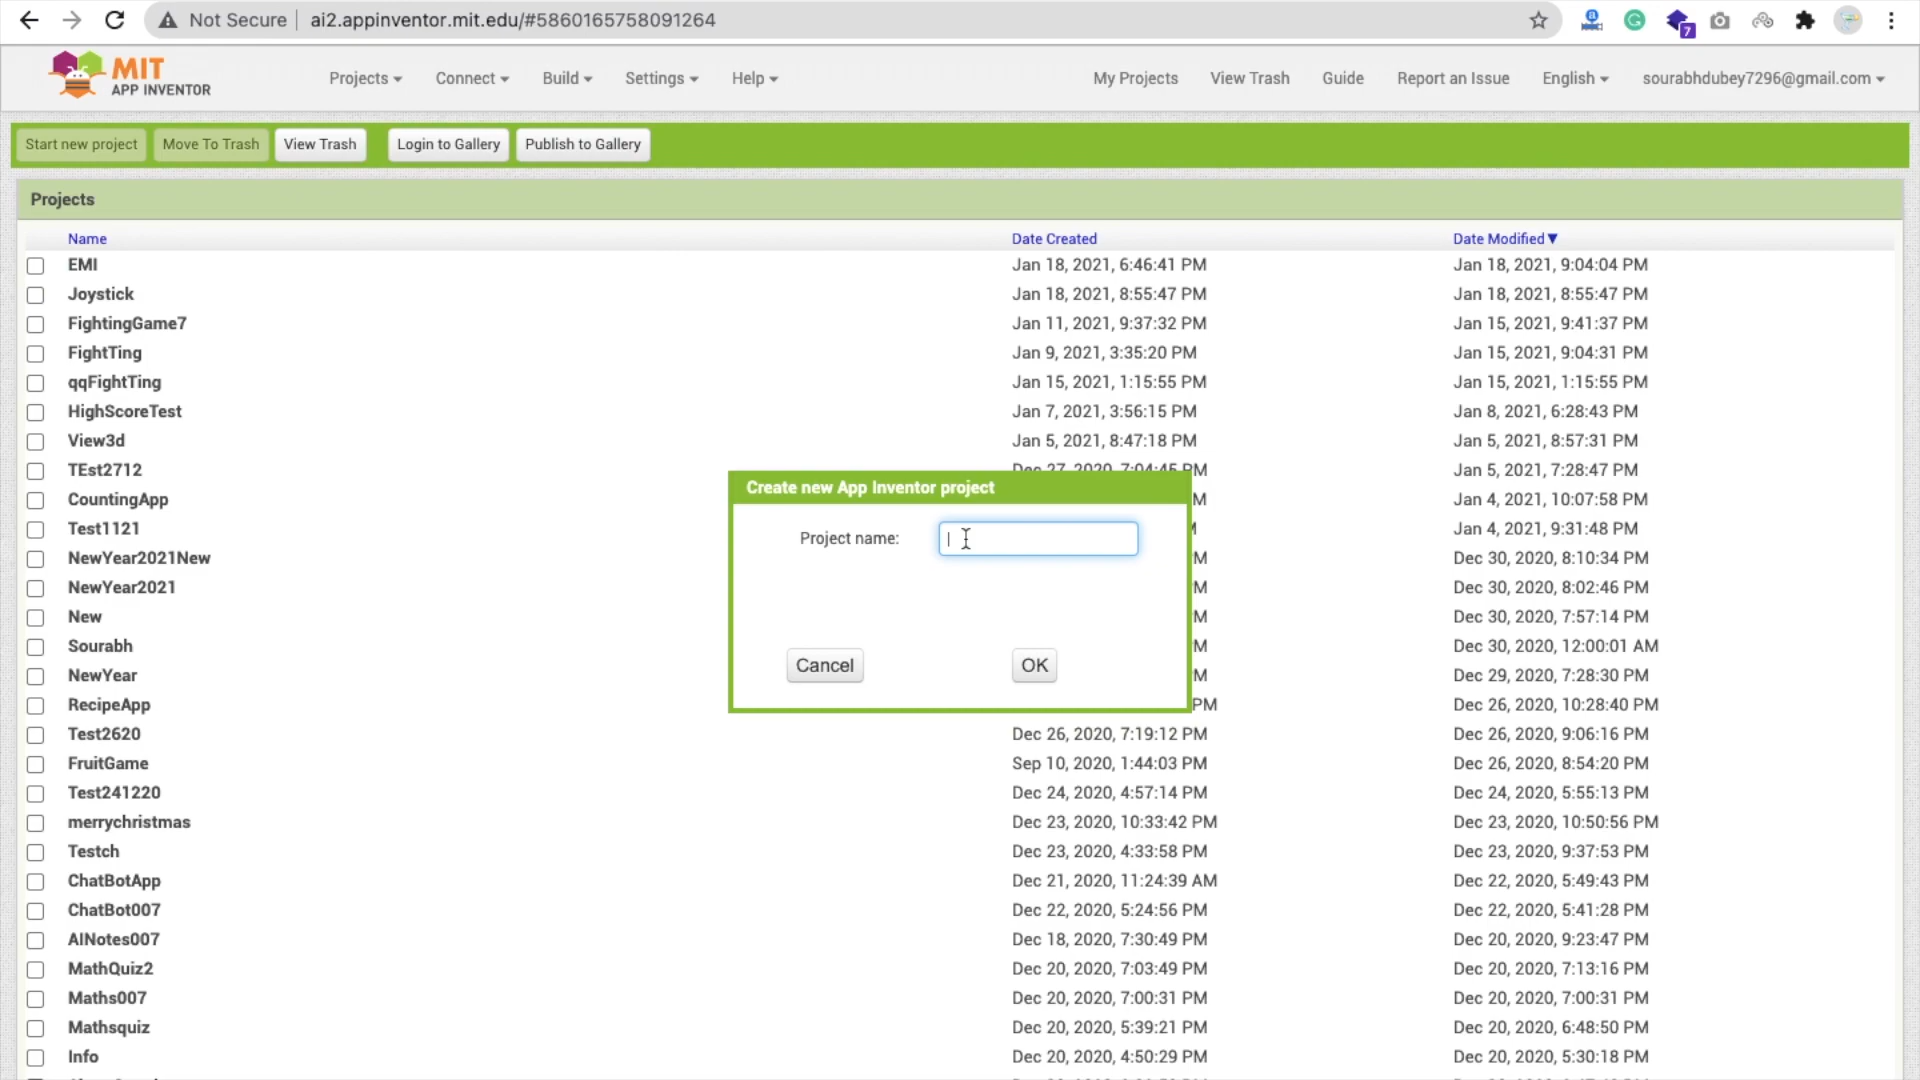 Not Secure ai2.appinventor.mit.edu/#5860165758091264
7
MIT
APP INVENTOR
Projects Connect Build Settings Help My Projects View Trash Guide Report an Issue English sourabhdubey7296@gmail.com
Start new project Move To Trash View Trash Login to Gallery Publish to Gallery
Projects
Name Date Created Date Modified
EMI Jan 18, 2021, 6:46:41 PM Jan 18, 2021, 9:04:04 PM
Joystick Jan 18, 2021, 8:55:47 PM Jan 18, 2021, 8:55:47 PM
FightingGame7 Jan 11, 2021, 9:37:32 PM Jan 15, 2021, 9:41:37 PM
FightTing Jan 9, 2021, 3:35:20 PM Jan 15, 2021, 9:04:31 PM
qqFightTing Jan 15, 2021, 1:15:55 PM Jan 15, 2021, 1:15:55 PM
HighScoreTest Jan 7, 2021, 3:56:15 PM Jan 8, 2021, 6:28:43 PM
View3d Jan 5, 2021, 8:47:18 PM Jan 5, 2021, 8:57:31 PM
TEst2712 Dec 27, 2020, 7:04:45 PM Jan 5, 2021, 7:28:47 PM
CountingApp M Jan 4, 2021, 10:07:58 PM
Test1121 Jan 4, 2021, 9:31:48 PM
NewYear2021New M Dec 30, 2020, 8:10:34 PM
NewYear2021 M Dec 30, 2020, 8:02:46 PM
New M Dec 30, 2020, 7:57:14 PM
Sourabh M Dec 30, 2020, 12:00:01 AM
NewYear M Dec 29, 2020, 7:28:30 PM
RecipeApp PM Dec 26, 2020, 10:28:40 PM
Test2620 Dec 26, 2020, 7:19:12 PM Dec 26, 2020, 9:06:16 PM
FruitGame Sep 10, 2020, 1:44:03 PM Dec 26, 2020, 8:54:20 PM
Test241220 Dec 24, 2020, 4:57:14 PM Dec 24, 2020, 5:55:13 PM
merrychristmas Dec 23, 2020, 10:33:42 PM Dec 23, 2020, 10:50:56 PM
Testch Dec 23, 2020, 4:33:58 PM Dec 23, 2020, 9:37:53 PM
ChatBotApp Dec 21, 2020, 11:24:39 AM Dec 22, 2020, 5:49:43 PM
ChatBot007 Dec 22, 2020, 5:24:56 PM Dec 22, 2020, 5:41:28 PM
AINotes007 Dec 18, 2020, 7:30:49 PM Dec 20, 2020, 9:23:47 PM
MathQuiz2 Dec 20, 2020, 7:03:49 PM Dec 20, 2020, 7:13:16 PM
Maths007 Dec 20, 2020, 7:00:31 PM Dec 20, 2020, 7:00:31 PM
Mathsquiz Dec 20, 2020, 5:39:21 PM Dec 20, 2020, 6:48:50 PM
Info Dec 20, 2020, 4:50:29 PM Dec 20, 2020, 5:30:18 PM
Create new App Inventor project
Project name:
Cancel OK